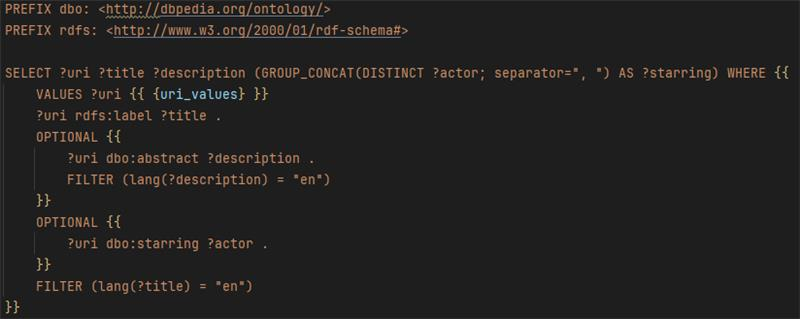 PREFIX dbo: <http://dbpedia.org/ontology/>
PREFIX rdfs: <http://www.w3.org/2000/01/rdf-schema#>
SELECT ?uri ?title ?description (GROUP_CONCAT(DISTINCT ?actor; separator=", ") AS ?starring) WHERE {{
VALUES ?uri {{ {uri_values} }}
?uri rdfs:label ?title .
OPTIONAL {{
?uri dbo:abstract ?description .
FILTER (lang(?description) = "en")
}}
OPTIONAL {{
?uri dbo:starring ?actor .
}}
FILTER (lang(?title) = "en")
}}